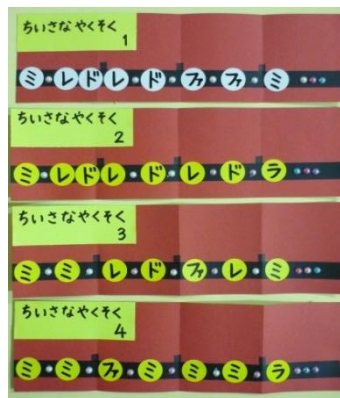 ちいさなやくそく
1
ミレドレドファファミ
ちいさなやくそく
2
ミレドレドレドラ
ちいさなやくそく
3
ミミレドファレミ
ちいさなやくそく
4
ミミファミミミラ